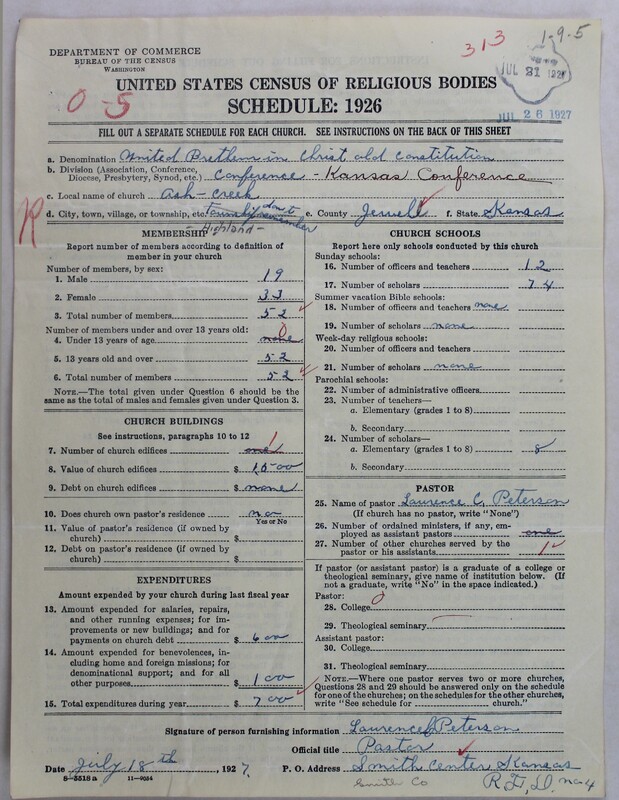 313
1-9-5
DEPARTMENT OF COMMERCE
BUREAU OF THE CENSUS
WASHINGTON
JUL 21 1927
0-5
UNITED STATES CENSUS OF RELIGIOUS BODIES
SCHEDULE: 1926
JUL 26 1927
FILL OUT A SEPARATE SCHEDULE FOR EACH CHURCH. SEE INSTRUCTIONS ON THE BACK OF THIS SHEET
a. Denomination United Brethern in Christ old constitution
b. Division (Association, Conference, Diocese, Presbytery, Synod, etc.) Conference - Kansas Conference
c. Local name of church Ash-Creek
R
d. City, town, village, or township, etc. Township don't remember e. County Jewell f. State Kansas
-Highland-
MEMBERSHIP
Report number of members according to definition of
member in your church
Number of members, by sex:
1. Male 19
2. Female 33
3. Total number of members 52
Number of members under and over 13 years old:
4. Under 13 years of age none 0
5. 13 years old and over 52
6. Total number of members 52
NOTE.—The total given under Question 6 should be
same as the total of males and females given under Question 3.
CHURCH BUILDINGS
See instructions, paragraphs 10 to 12
7. Number of church edifices one 1
8. Value of church edifices $ 1500
9. Debt on church edifices $ none
10. Does church own pastor's residence no
Yes or No
11. Value of pastor's residence (if owned by
church) $
12. Debt on pastor's residence (if owned by
church) $
EXPENDITURES
Amount expended by your church during last fiscal year
13. Amount expended for salaries, repairs,
and other running expenses; for im-
provements or new buildings; and for
payments on church debt $ 600
14. Amount expended for benevolences, in-
cluding home and foreign missions; for
denominational support; and for all
other purposes $ 100
15. Total expenditures during year $ 700
CHURCH SCHOOLS
Report here only schools conducted by this church
Sunday schools:
16. Number of officers and teachers 12
17. Number of scholars 74
Summer vacation Bible schools:
18. Number of officers and teachers none
19. Number of scholars none
Week-day religious schools:
20. Number of officers and teachers
21. Number of scholars none
Parochial schools:
22. Number of administrative officers
23. Number of teachers—
a. Elementary (grades 1 to 8)
b. Secondary
24. Number of scholars—
a. Elementary (grades 1 to 8) 8
b. Secondary
PASTOR
25. Name of pastor Laurence C. Peterson
(If church has no pastor, write "None")
26. Number of ordained ministers, if any, em-
ployed as assistant pastors one
27. Number of other churches served by the
pastor or his assistants 1
If pastor (or assistant pastor) is a graduate of a college or
theological seminary, give name of institution below. (If
not a graduate, write "No" in the space indicated.)
Pastor:
28. College 0
29. Theological seminary
Assistant pastor:
30. College
31. Theological seminary
NOTE.—Where one pastor serves two or more churches,
Questions 28 and 29 should be answered only on the schedule
for one of the churches; on the schedules for the other churches,
write "See schedule for church."
Signature of person furnishing information Laurence C Peterson
Official title Pastor
Date July 18th, 1927. P. O. Address Smith Center Kansas
8-5518a 11-9054
Smith Co
R.F.D. no 4